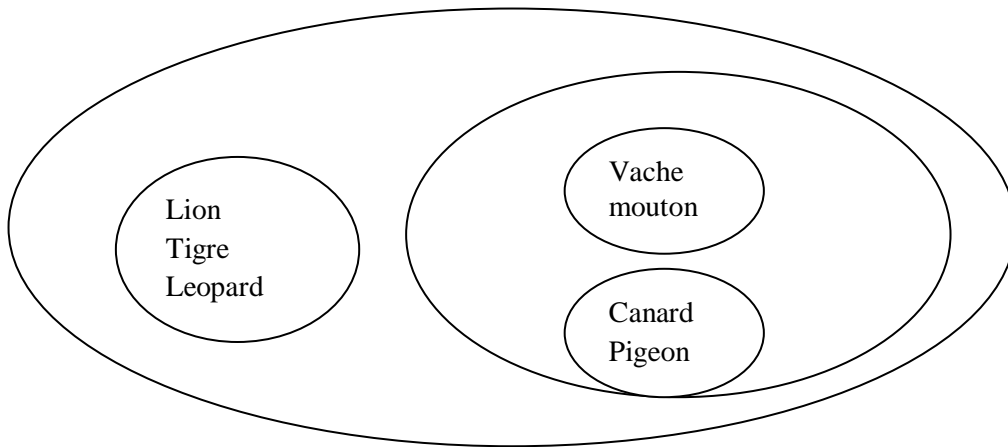 Lion
Tigre
Leopard
Vache
mouton
Canard
Pigeon